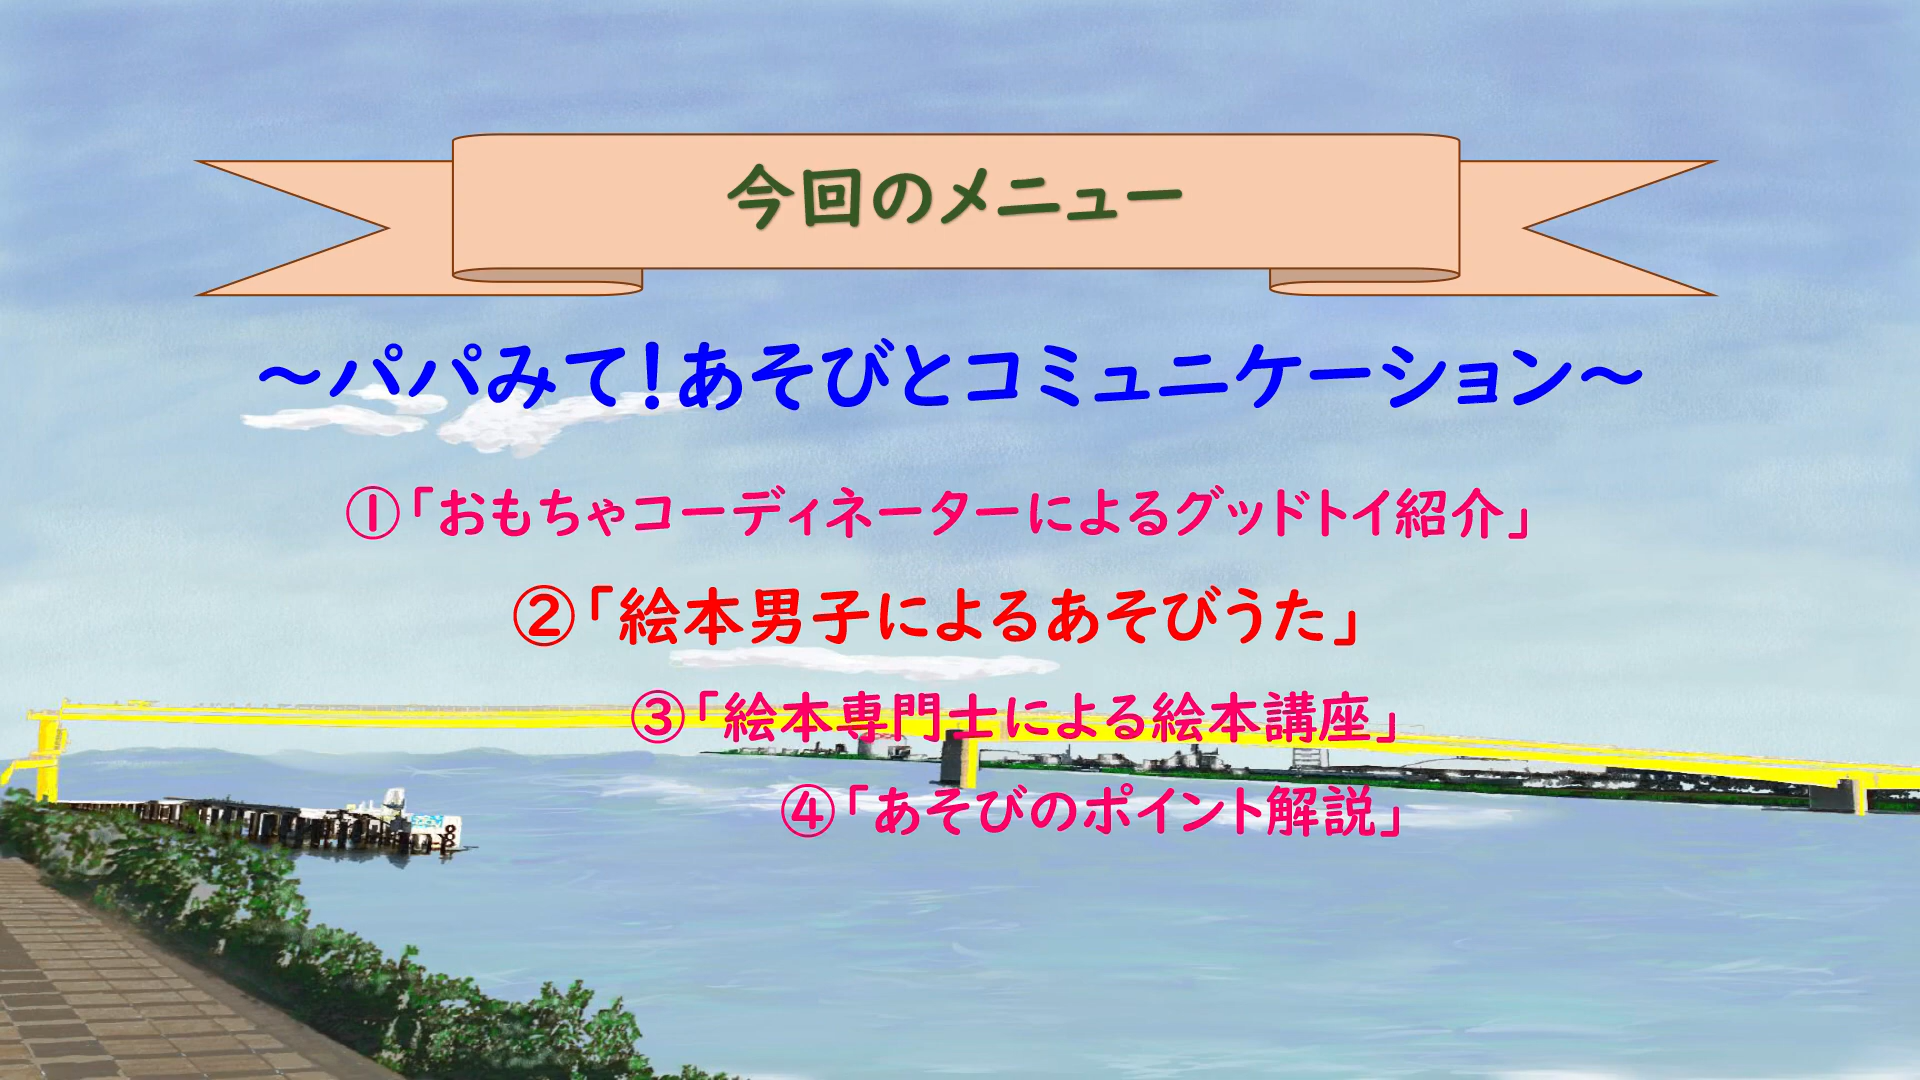 今回のメニュー
～パパみて！あそびとコミュニケーション～
①「おもちゃコーディネーターによるグッドトイ紹介」
②「絵本男子によるあそびうた」
③「絵本専門士による絵本講座」
④「あそびのポイント解説」